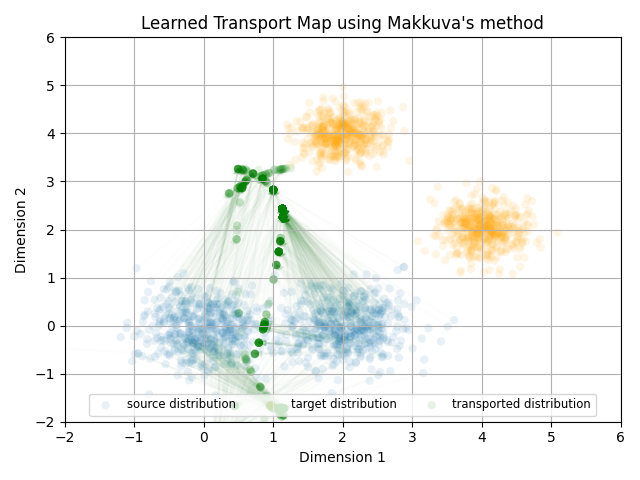 Learned Transport Map using Makkuva's method
6
5
4
3
2
1
0
−1
−2
Dimension 2
source distribution target distribution transported distribution
−2 −1 0 1 2 3 4 5 6
Dimension 1